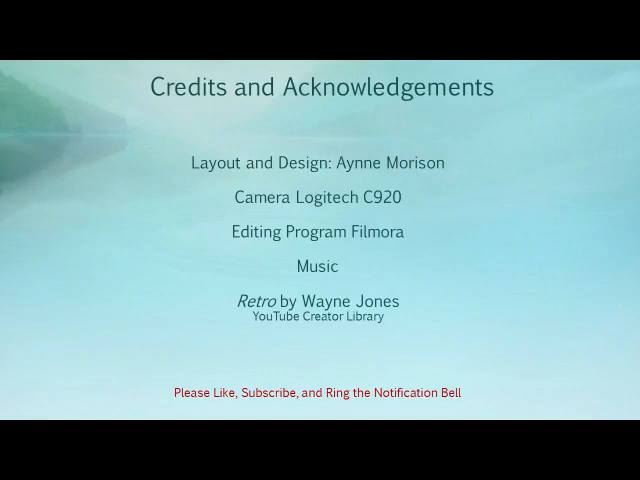 Credits and Acknowledgements
Layout and Design: Aynne Morison
Camera Logitech C920
Editing Program Filmora
Music
Retro by Wayne Jones
YouTube Creator Library
Please Like, Subscribe, and Ring the Notification Bell